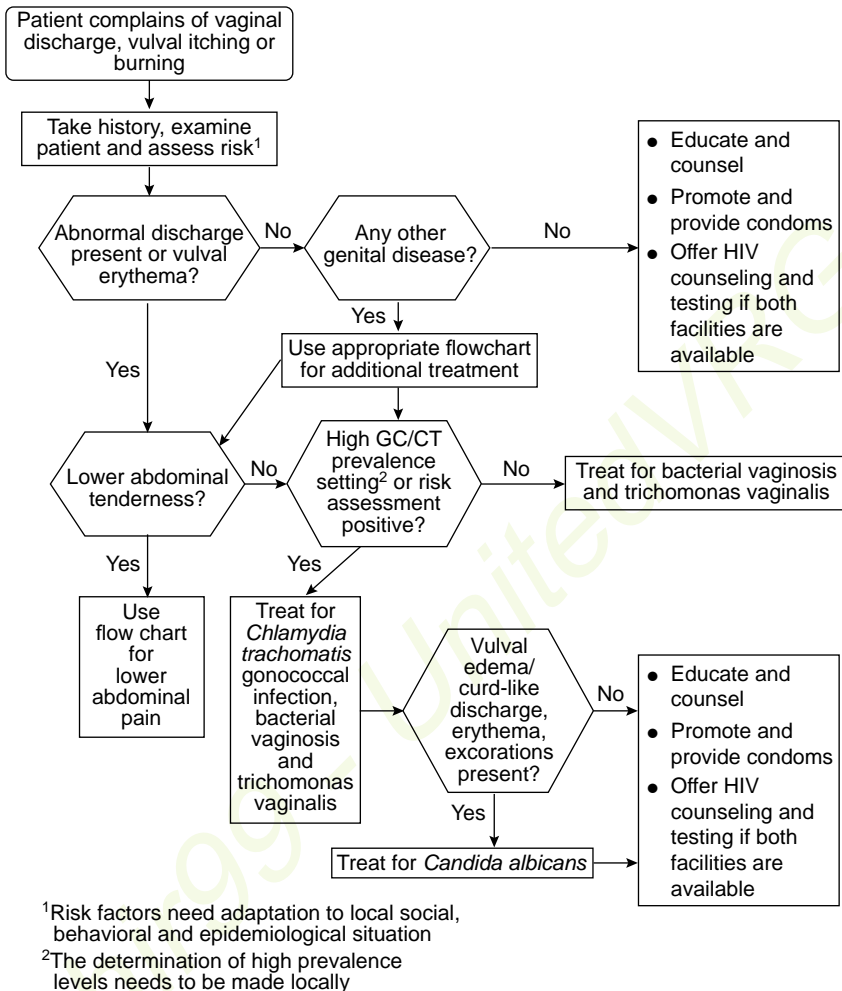 Patient complains of vaginal
discharge, vulval itching or
burning
Take history, examine
patient and assess risk¹
Abnormal discharge
present or vulval
erythema?
No
Any other
genital disease?
No
● Educate and
counsel
● Promote and
provide condoms
● Offer HIV
counseling and
testing if both
facilities are
available
Yes
Yes
Use appropriate flowchart
for additional treatment
Lower abdominal
tenderness?
No
High GC/CT
prevalence
setting² or risk
assessment
positive?
No
Treat for bacterial vaginosis
and trichomonas vaginalis
Yes
Yes
Use
flow chart
for
lower
abdominal
pain
Treat for
Chlamydia
trachomatis
gonococcal
infection,
bacterial
vaginosis
and
trichomonas
vaginalis
Vulval
edema/
curd-like
discharge,
erythema,
excorations
present?
No
Yes
Treat for Candida albicans
● Educate and
counsel
● Promote and
provide condoms
● Offer HIV
counseling and
testing if both
facilities are
available
¹Risk factors need adaptation to local social,
behavioral and epidemiological situation
²The determination of high prevalence
levels needs to be made locally
hir99 - UnitedVRG